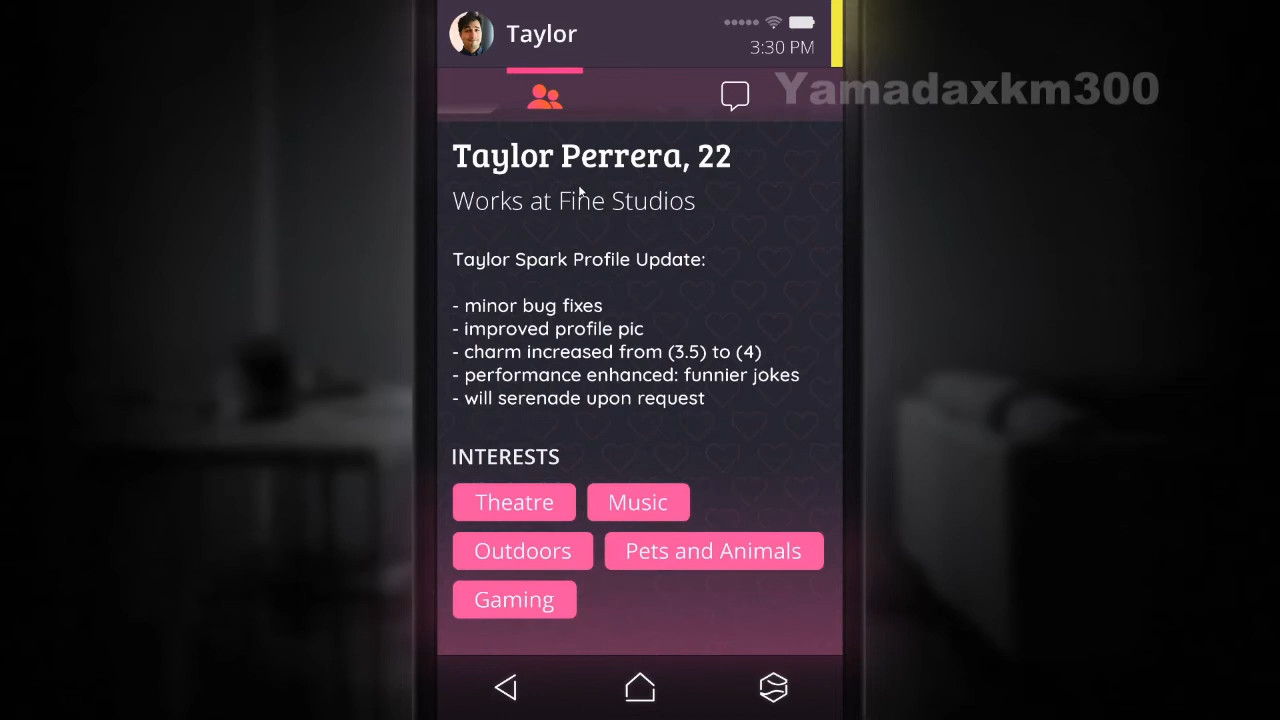 Taylor
3:30 PM
Yamadaxkm300
Taylor Perrera, 22
Works at Fine Studios
Taylor Spark Profile Update:
- minor bug fixes
- improved profile pic
- charm increased from (3.5) to (4)
- performance enhanced: funnier jokes
- will serenade upon request
INTERESTS
Theatre Music
Outdoors Pets and Animals
Gaming